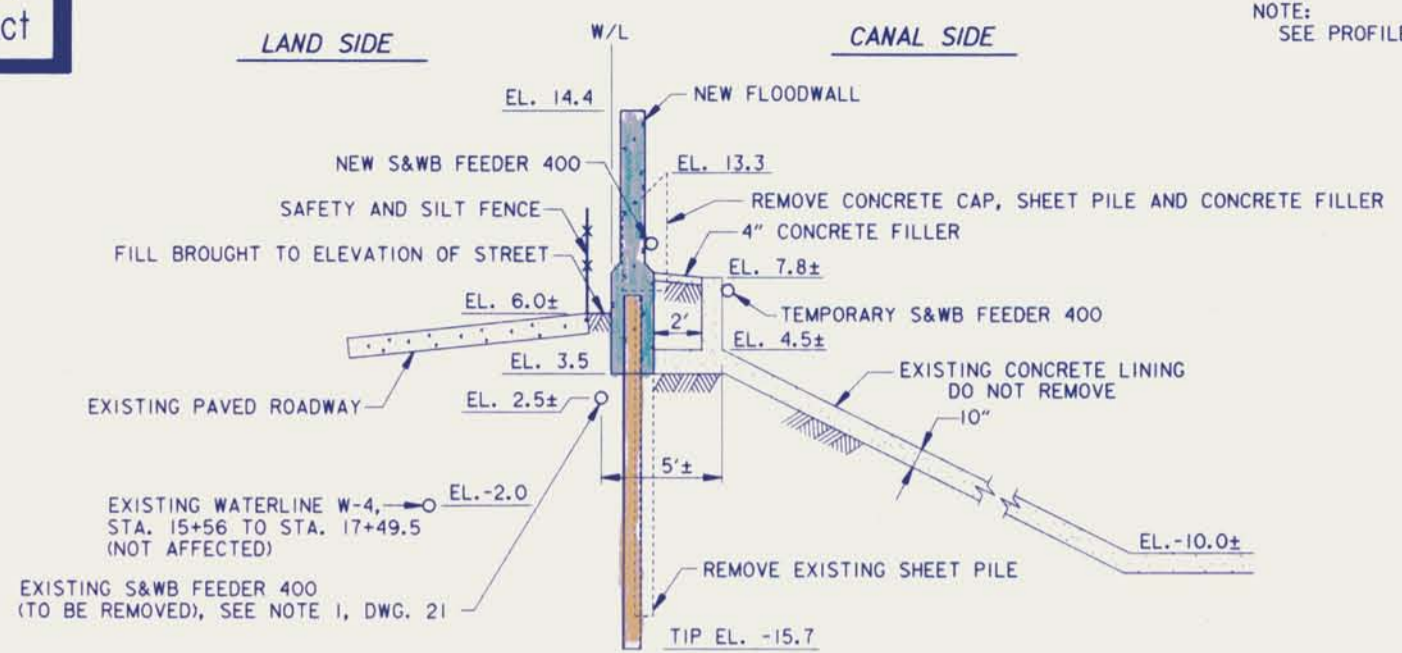 ct
LAND SIDE
W/L
CANAL SIDE
NOTE:
SEE PROFILE
EL. 14.4
NEW FLOODWALL
NEW S&WB FEEDER 400
EL. 13.3
SAFETY AND SILT FENCE
REMOVE CONCRETE CAP, SHEET PILE AND CONCRETE FILLER
4" CONCRETE FILLER
FILL BROUGHT TO ELEVATION OF STREET
EL. 7.8±
EL. 6.0±
TEMPORARY S&WB FEEDER 400
2'
EL. 4.5±
EL. 3.5
EXISTING CONCRETE LINING
DO NOT REMOVE
EXISTING PAVED ROADWAY
EL. 2.5±
10"
5'±
EXISTING WATERLINE W-4,
STA. 15+56 TO STA. 17+49.5
(NOT AFFECTED)
EL.-2.0
EL.-10.0±
REMOVE EXISTING SHEET PILE
EXISTING S&WB FEEDER 400
(TO BE REMOVED), SEE NOTE 1, DWG. 21
TIP EL. -15.7